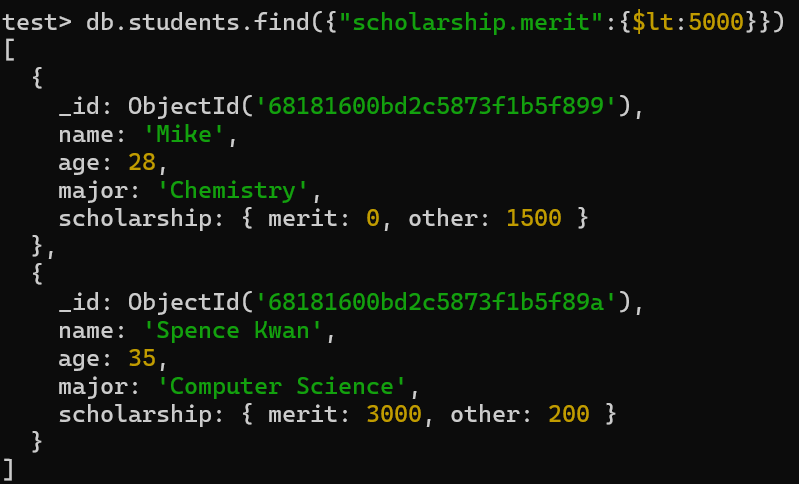 test> db.students.find({"scholarship.merit":{$lt:5000}})
[
  {
    _id: ObjectId('68181600bd2c5873f1b5f899'),
    name: 'Mike',
    age: 28,
    major: 'Chemistry',
    scholarship: { merit: 0, other: 1500 }
  },
  {
    _id: ObjectId('68181600bd2c5873f1b5f89a'),
    name: 'Spence Kwan',
    age: 35,
    major: 'Computer Science',
    scholarship: { merit: 3000, other: 200 }
  }
]